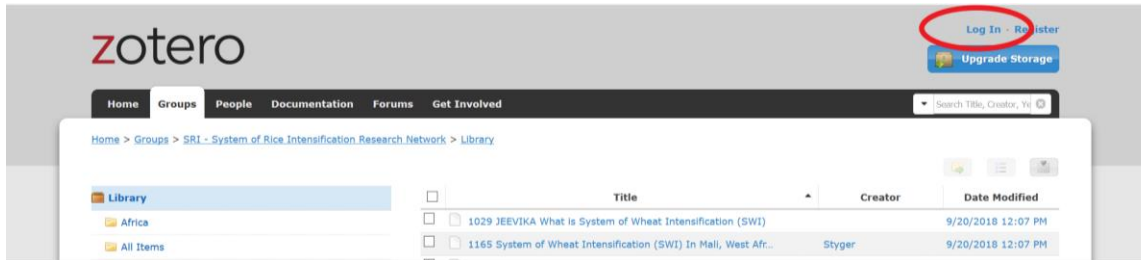 Log In - Register
zotero
Upgrade Storage
Home Groups People Documentation Forums Get Involved
Search Title, Creator, Ye
Home > Groups > SRI - System of Rice Intensification Research Network > Library
Library
Title Creator Date Modified
Africa
1029 JEEVIKA What is System of Wheat Intensification (SWI) 9/20/2018 12:07 PM
All Items
1165 System of Wheat Intensification (SWI) In Mali, West Afr... Styger 9/20/2018 12:07 PM